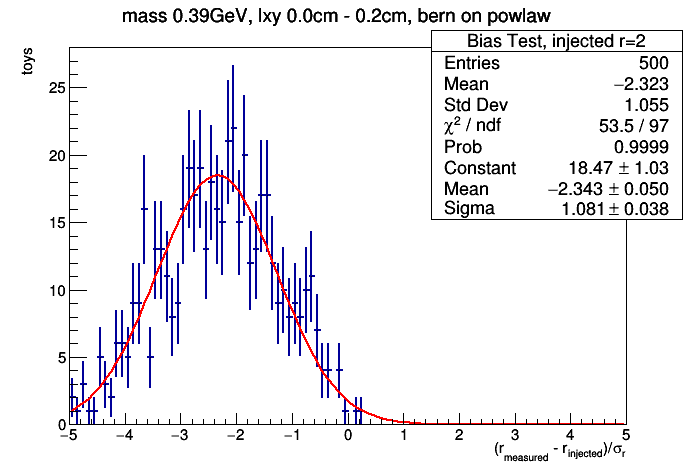 mass 0.39GeV, lxy 0.0cm - 0.2cm, bern on powlaw
toys
Bias Test, injected r=2
Entries 500
Mean −2.323
Std Dev 1.055
χ² / ndf 53.5 / 97
Prob 0.9999
Constant 18.47 ± 1.03
Mean −2.343 ± 0.050
Sigma 1.081 ± 0.038
25
20
15
10
5
0
−5 −4 −3 −2 −1 0 1 2 3 4 5
(r_measured - r_injected)/σ_r